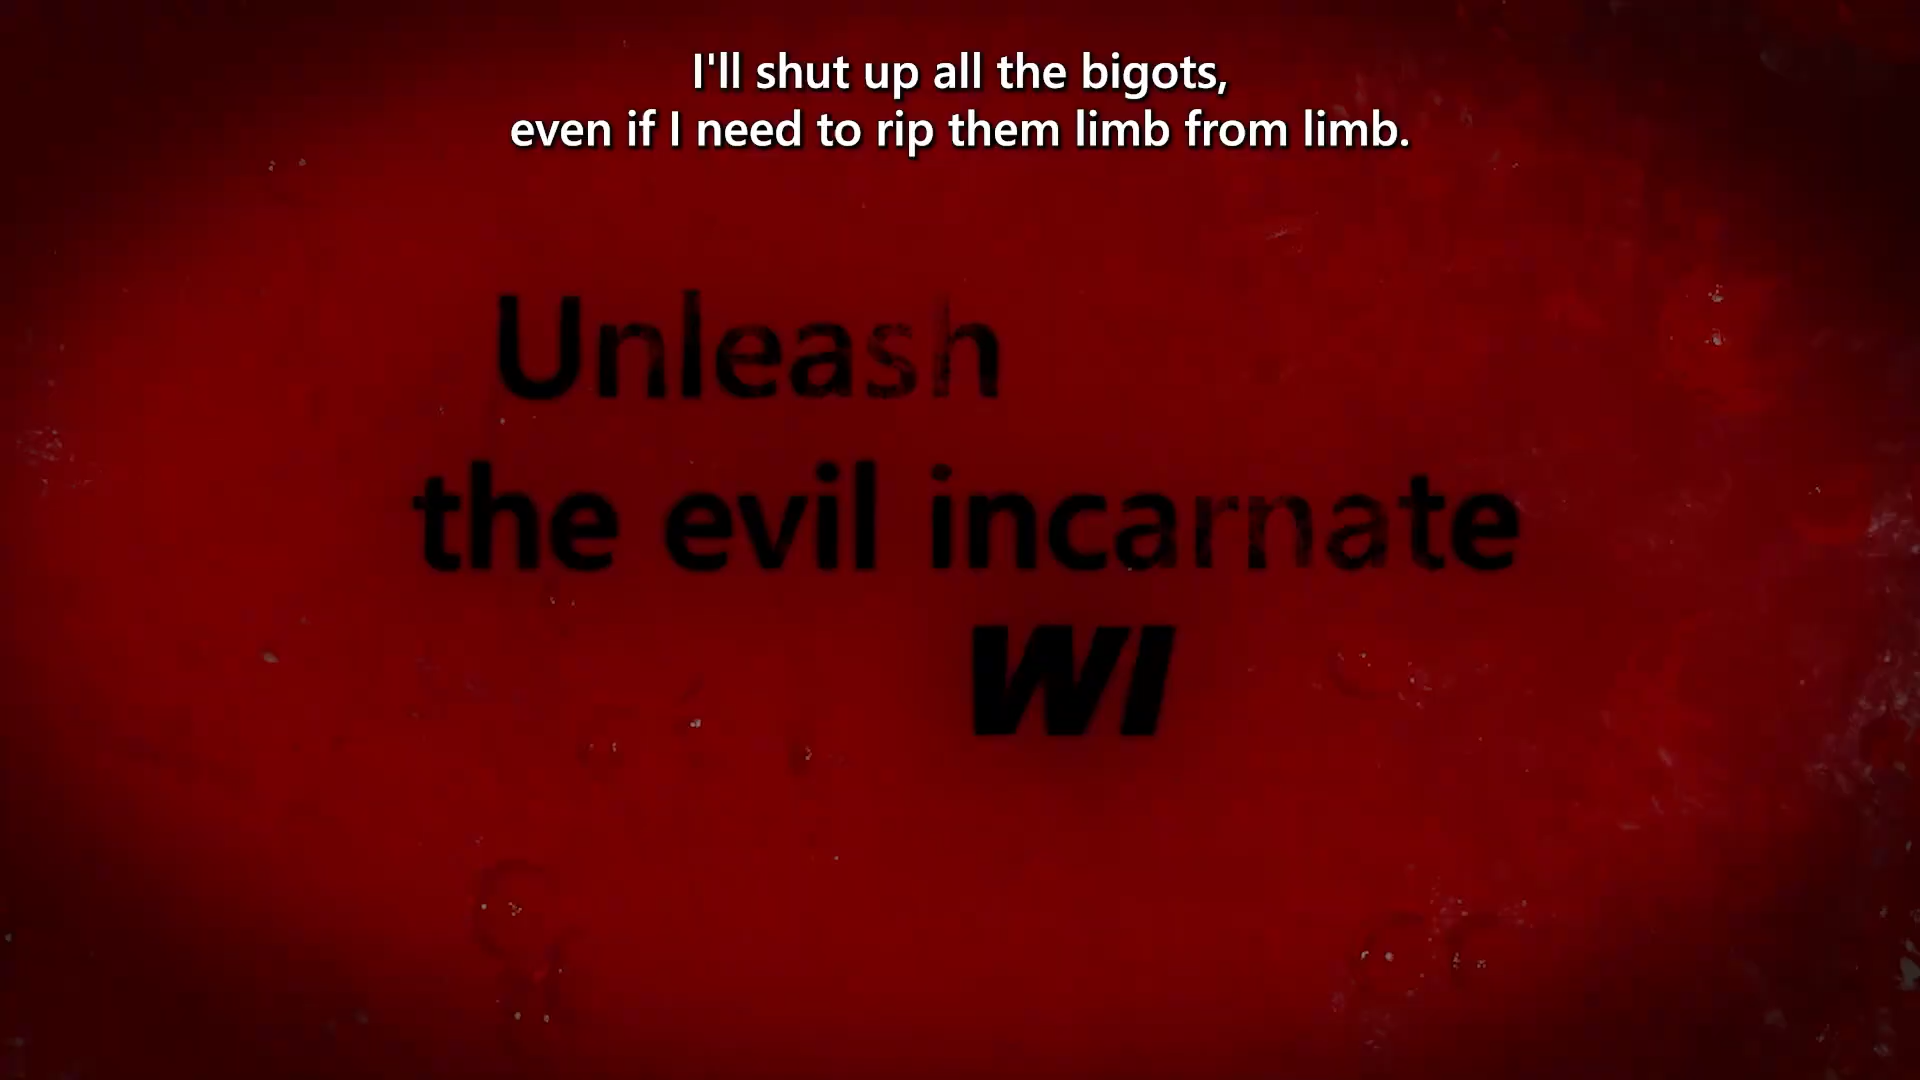 I'll shut up all the bigots,
even if I need to rip them limb from limb.
Unleash
the evil incarnate
WI